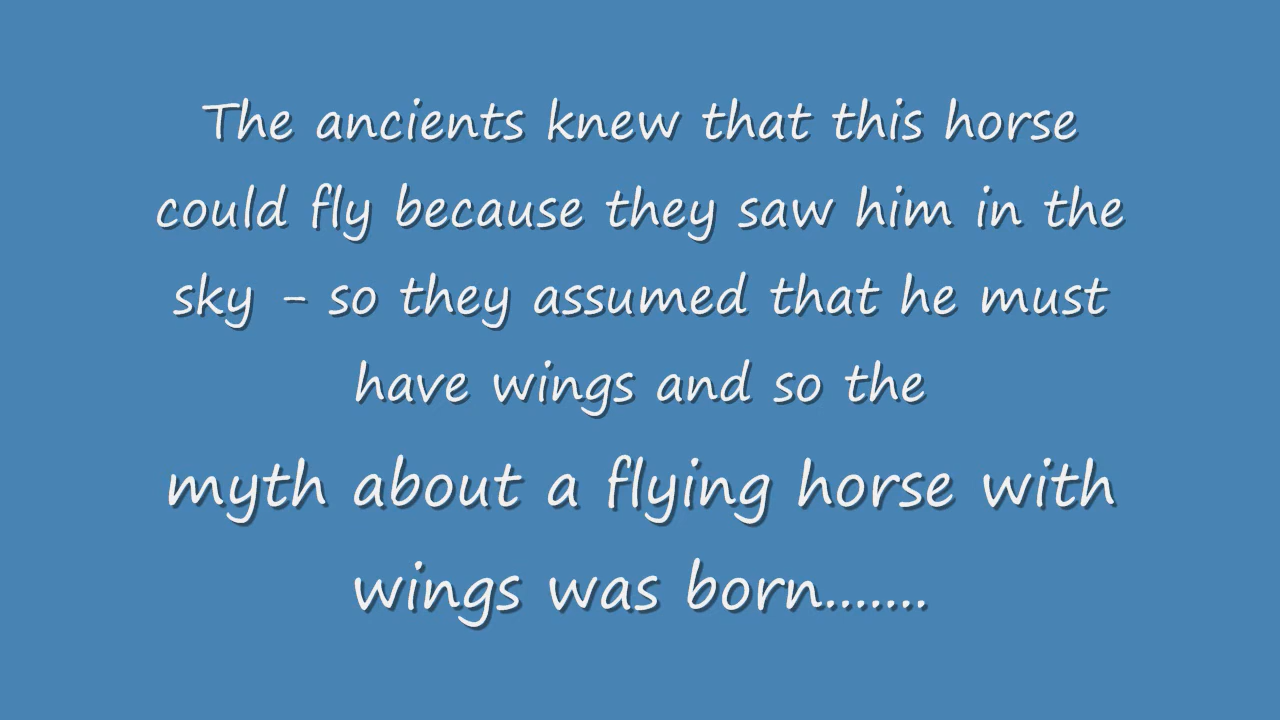 The ancients knew that this horse
could fly because they saw him in the
sky - so they assumed that he must
have wings and so the
myth about a flying horse with
wings was born.......